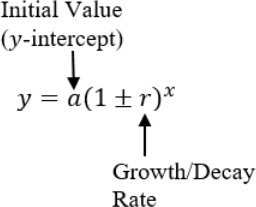 Initial Value
(y-intercept)
y = a(1 ± r)ˣ
Growth/Decay
Rate